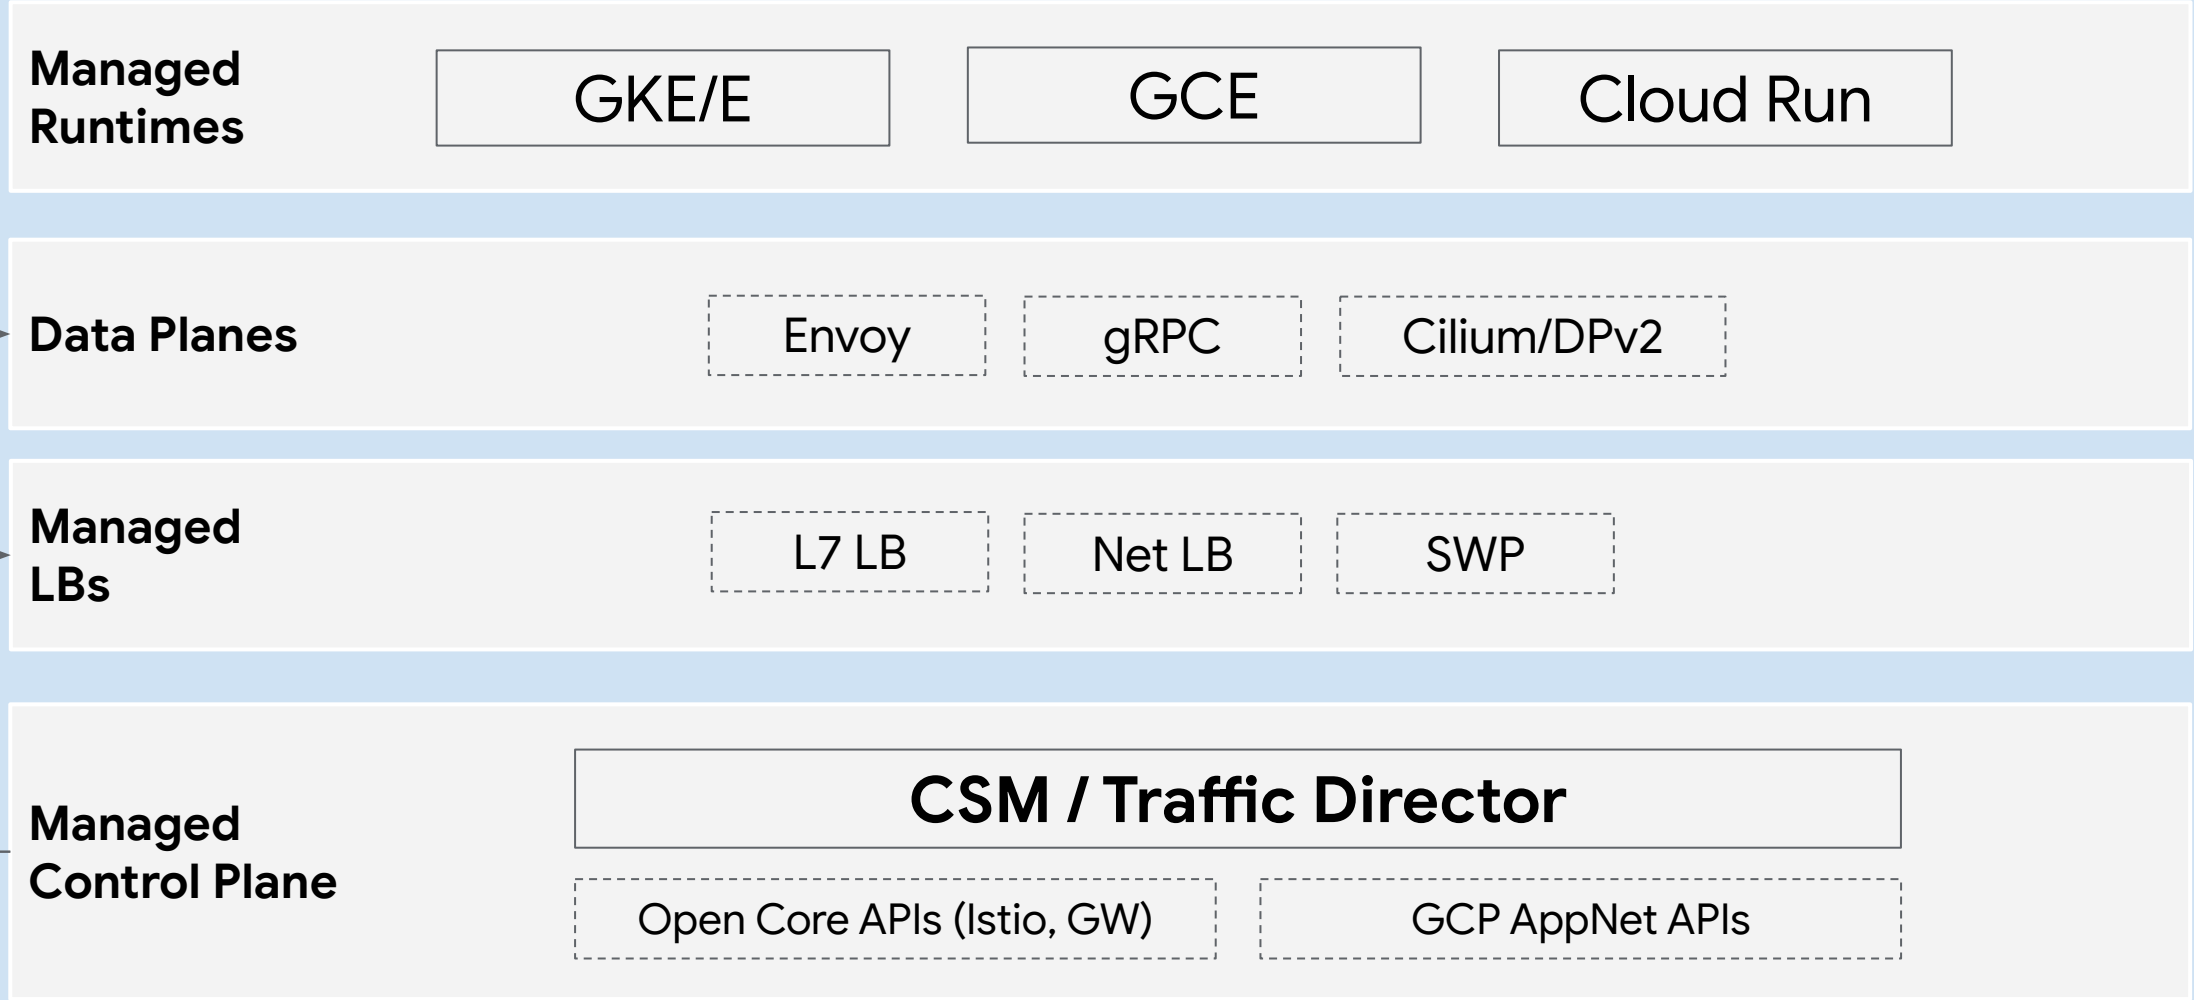 Managed
Runtimes
GKE/E
GCE
Cloud Run
Data Planes
Envoy
gRPC
Cilium/DPv2
Managed
LBs
L7 LB
Net LB
SWP
Managed
Control Plane
CSM / Traffic Director
Open Core APIs (Istio, GW)
GCP AppNet APIs